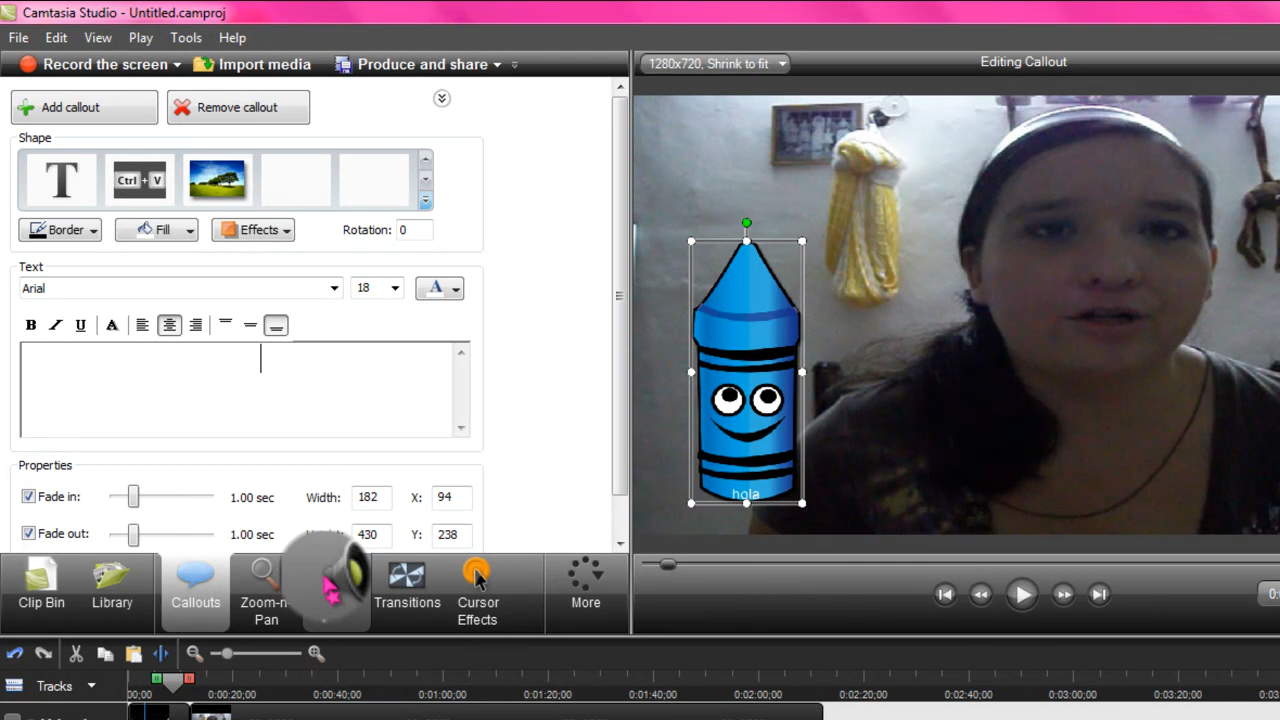 Camtasia Studio - Untitled.camproj
File Edit View Play Tools Help
Record the screen Import media Produce and share
1280x720, Shrink to fit
Editing Callout
Add callout
Remove callout
Shape
T
Ctrl + V
Border
Fill
Effects
Rotation: 0
Text
Arial
18
A
B I U A
Properties
Fade in: 1.00 sec Width: 182 X: 94
Fade out: 1.00 sec 430 Y: 238
hola
Clip Bin
Library
Callouts
Zoom-n-
Pan
Transitions
Cursor
Effects
More
Tracks
0:00:20;00 0:00:40;00 0:01:00;00 0:01:20;00 0:01:40;00 0:02:00;00 0:02:20;00 0:02:40;00 0:03:00;00 0:03:20;00